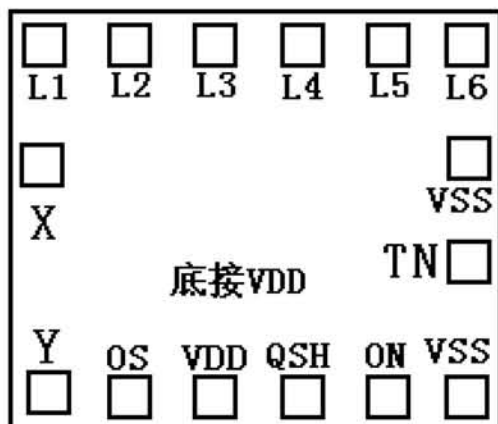 L1 L2 L3 L4 L5 L6
X VSS
TN
底接VDD
Y OS VDD QSH ON VSS